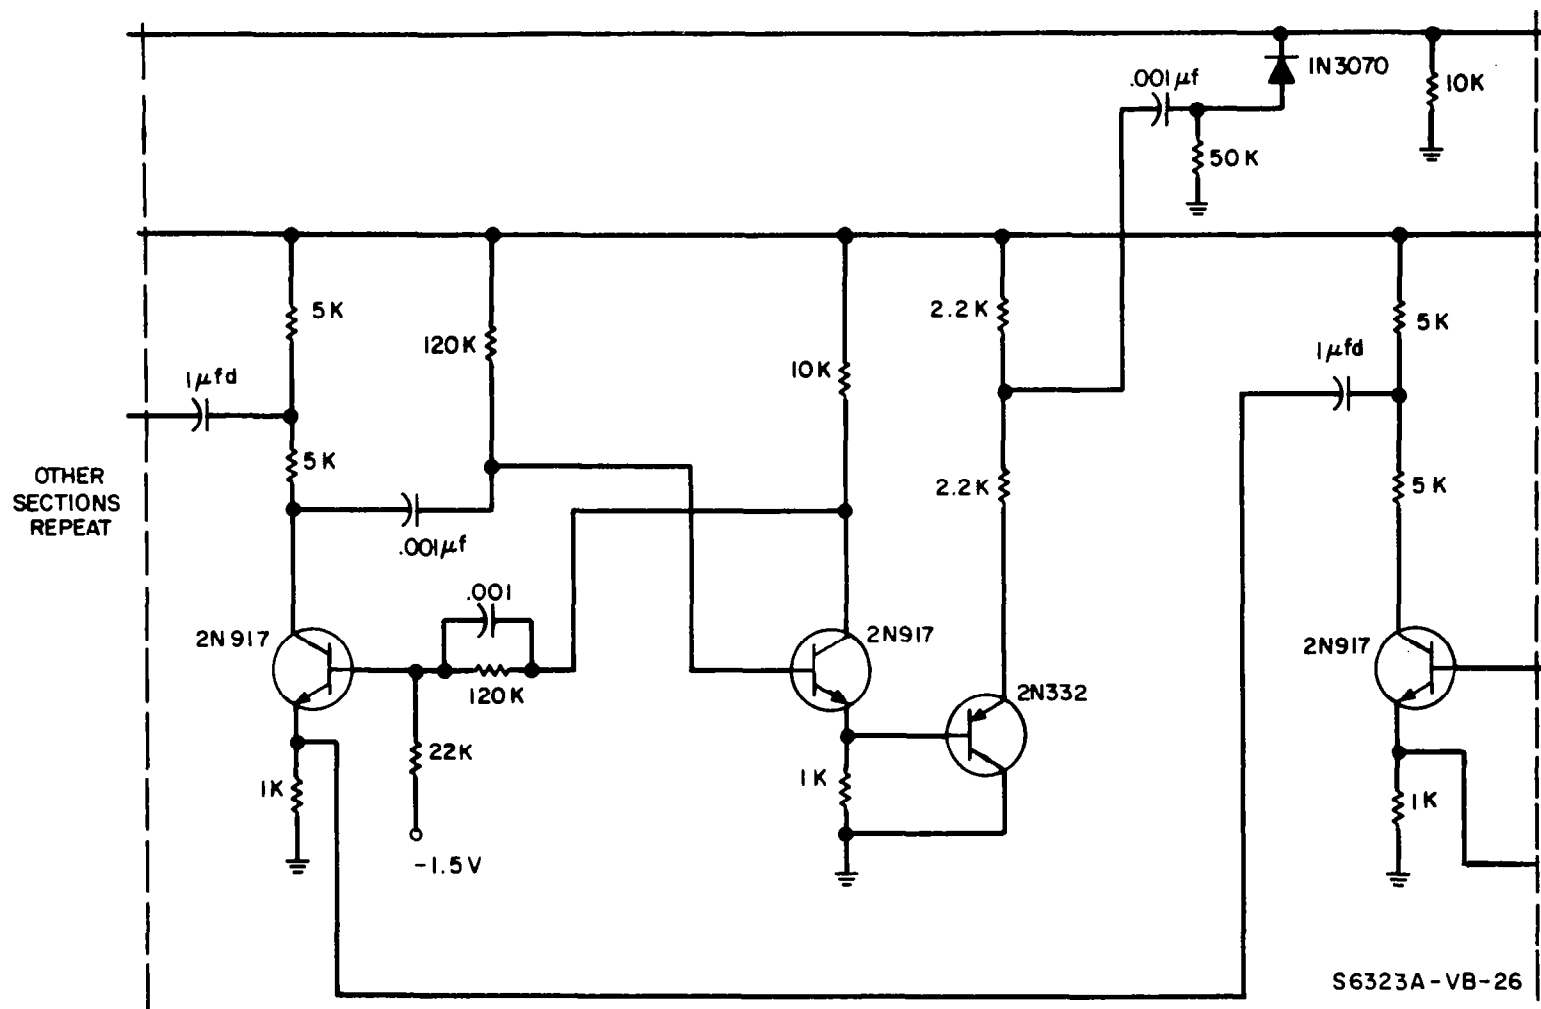 .001μf
1N3070
10K
50K
5K
120K
10K
2.2K
5K
1μfd
1μfd
5K
2.2K
5K
OTHER
SECTIONS
REPEAT
.001μf
.001
2N917
120K
2N917
2N332
2N917
22K
1K
1K
1K
-1.5V
S6323A-VB-26